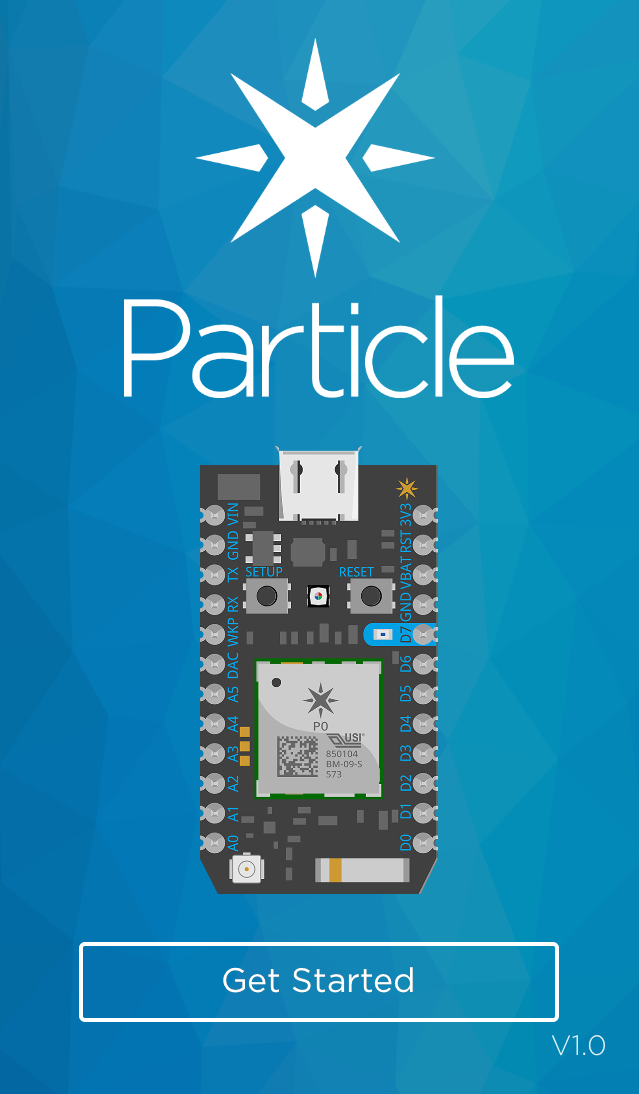 Particle
VIN
GND
TX
RX
WKP
DAC
A5
A4
A3
A2
A1
A0
SETUP
RESET
3V3
RST
VBAT
GND
D7
D6
D5
D4
D3
D2
D1
D0
P0
USI®
850104
BM-09-S
S73
Get Started
V1.0